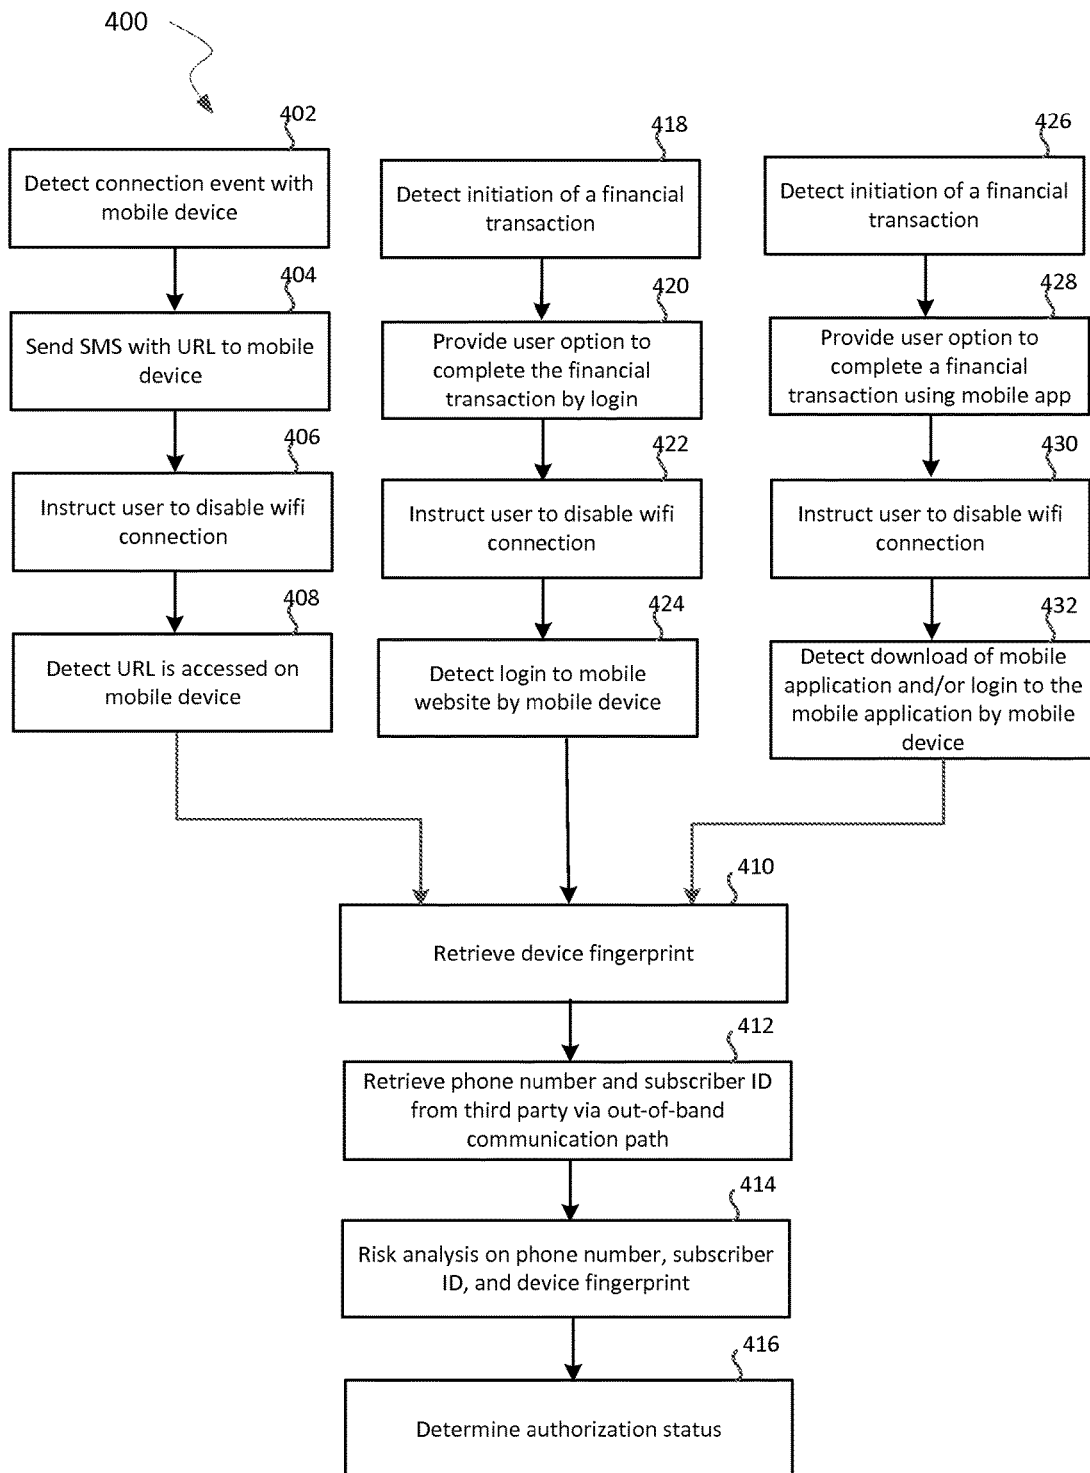 400
402
Detect connection event with
mobile device
404
Send SMS with URL to mobile
device
406
Instruct user to disable wifi
connection
408
Detect URL is accessed on
mobile device
418
Detect initiation of a financial
transaction
420
Provide user option to
complete the financial
transaction by login
422
Instruct user to disable wifi
connection
424
Detect login to mobile
website by mobile device
426
Detect initiation of a financial
transaction
428
Provide user option to
complete a financial
transaction using mobile app
430
Instruct user to disable wifi
connection
432
Detect download of mobile
application and/or login to the
mobile application by mobile
device
410
Retrieve device fingerprint
412
Retrieve phone number and subscriber ID
from third party via out-of-band
communication path
414
Risk analysis on phone number, subscriber
ID, and device fingerprint
416
Determine authorization status